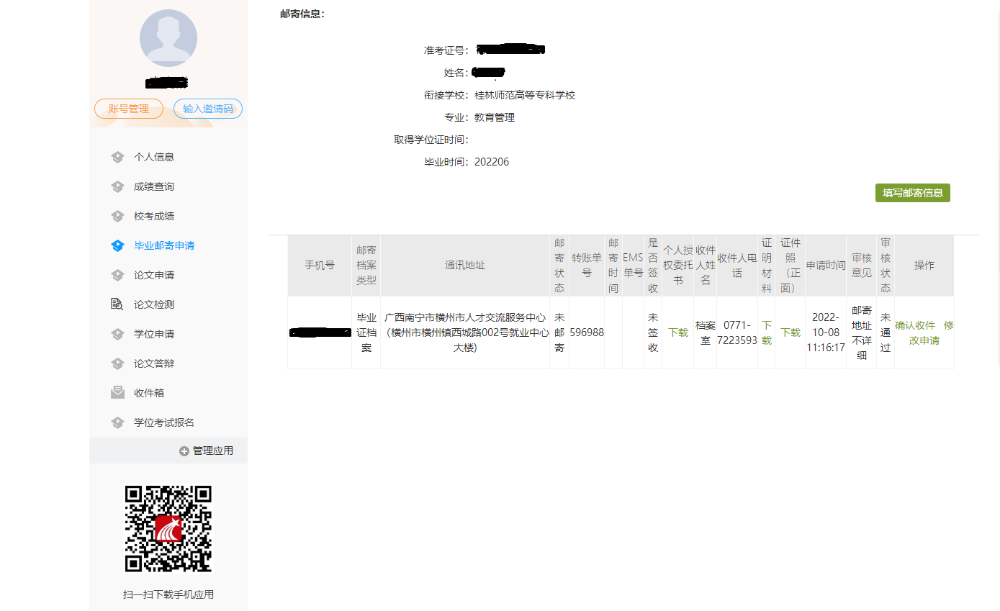 账号管理
输入邀请码
个人信息
成绩查询
校考成绩
毕业邮寄申请
论文申请
论文检测
学位申请
论文答辩
收件箱
学位考试报名
管理应用
扫一扫下载手机应用
邮寄信息：
准考证号：
姓名：
衔接学校：桂林师范高等专科学校
专业：教育管理
取得学位证时间：
毕业时间：202206
填写邮寄信息
手机号
邮寄
档案
类型
通讯地址
邮
寄
状
态
转账单
号
邮
寄
时
间
EMS
单号
是
否
签
收
个人授
权委托
书
收件
人姓
名
收件人电
话
证
明
材
料
证件
照
（正
面）
申请时间
审核
意见
审
核
状
态
操作
毕业
证档
案
广西南宁市横州市人才交流服务中心
（横州市横州镇西城路002号就业中心
大楼)
未
邮
寄
596988
未
签
收
下载
档案
室
0771-
7223593
下
载
下载
2022-
10-08
11:16:17
邮寄
地址
不详
细
未
通
过
确认收件 修
改申请